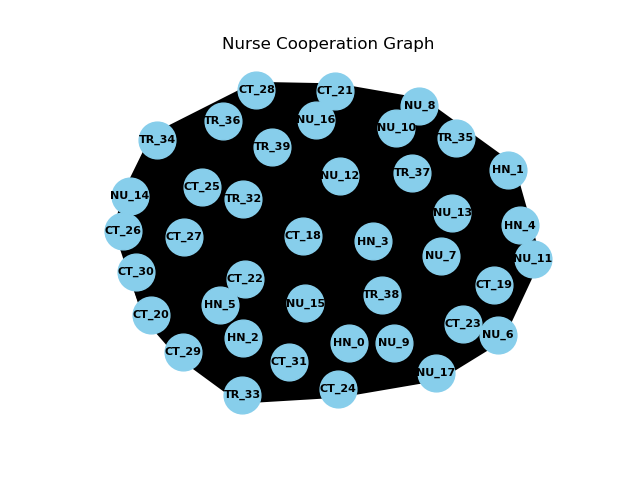 Nurse Cooperation Graph
CT_28
CT_21
NU_8
TR_36
NU_16
NU_10
TR_35
TR_34
TR_39
HN_1
NU_12
TR_37
CT_25
NU_14
TR_32
NU_13
CT_26
CT_27
CT_18
HN_3
HN_4
NU_7
NU_11
CT_30
CT_22
CT_19
TR_38
HN_5
NU_15
CT_20
CT_23
NU_6
HN_2
HN_0
NU_9
CT_29
CT_31
NU_17
TR_33
CT_24